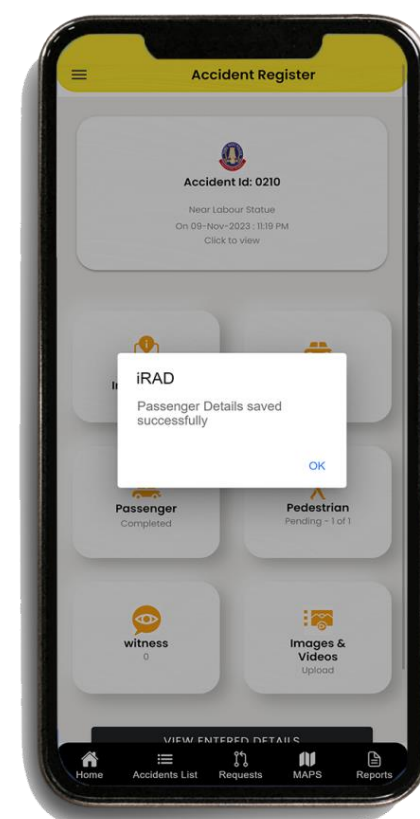 Accident Register
Accident Id: 0210
Near Labour Statue
On 09-Nov-2023 : 11:19 PM
Click to view
iRAD
Passenger Details saved
successfully
OK
Passenger
Completed
Pedestrian
Pending - 1 of 1
witness
0
Images &
Videos
Upload
VIEW ENTERED DETAILS
Home
Accidents List
Requests
MAPS
Reports